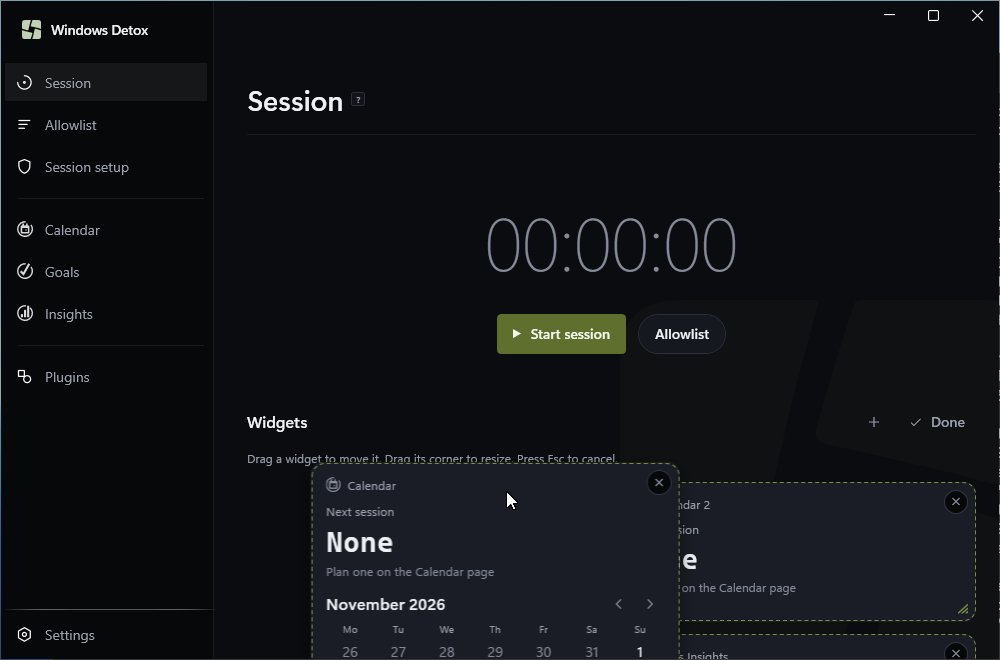 Windows Detox
Session
Allowlist
Session setup
Calendar
Goals
Insights
Plugins
Settings
Session ?
00:00:00
Start session
Allowlist
Widgets
+ Done
Drag a widget to move it. Drag its corner to resize. Press Esc to cancel.
Calendar
Next session
None
Plan one on the Calendar page
November 2026
Mo Tu We Th Fr Sa Su
26 27 28 29 30 31 1
ndar 2
sion
e
on the Calendar page
Insights